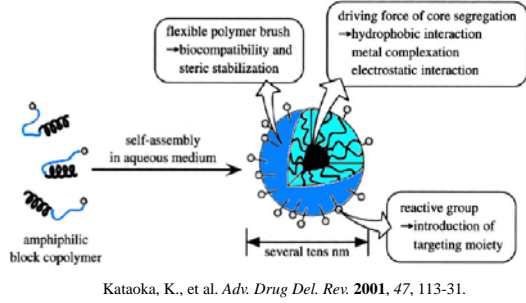 flexible polymer brush
→biocompatibility and
steric stabilization
driving force of core segregation
→hydrophobic interaction
metal complexation
electrostatic interaction
self-assembly
in aqueous medium
amphiphilic
block copolymer
several tens nm
reactive group
→introduction of
targeting moiety
Kataoka, K., et al. Adv. Drug Del. Rev. 2001, 47, 113-31.